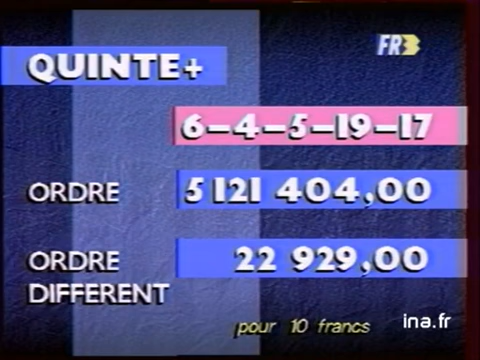 FR3
QUINTE+
6-4-5-19-17
ORDRE 5 121 404,00
ORDRE DIFFERENT 22 929,00
pour 10 francs
ina.fr